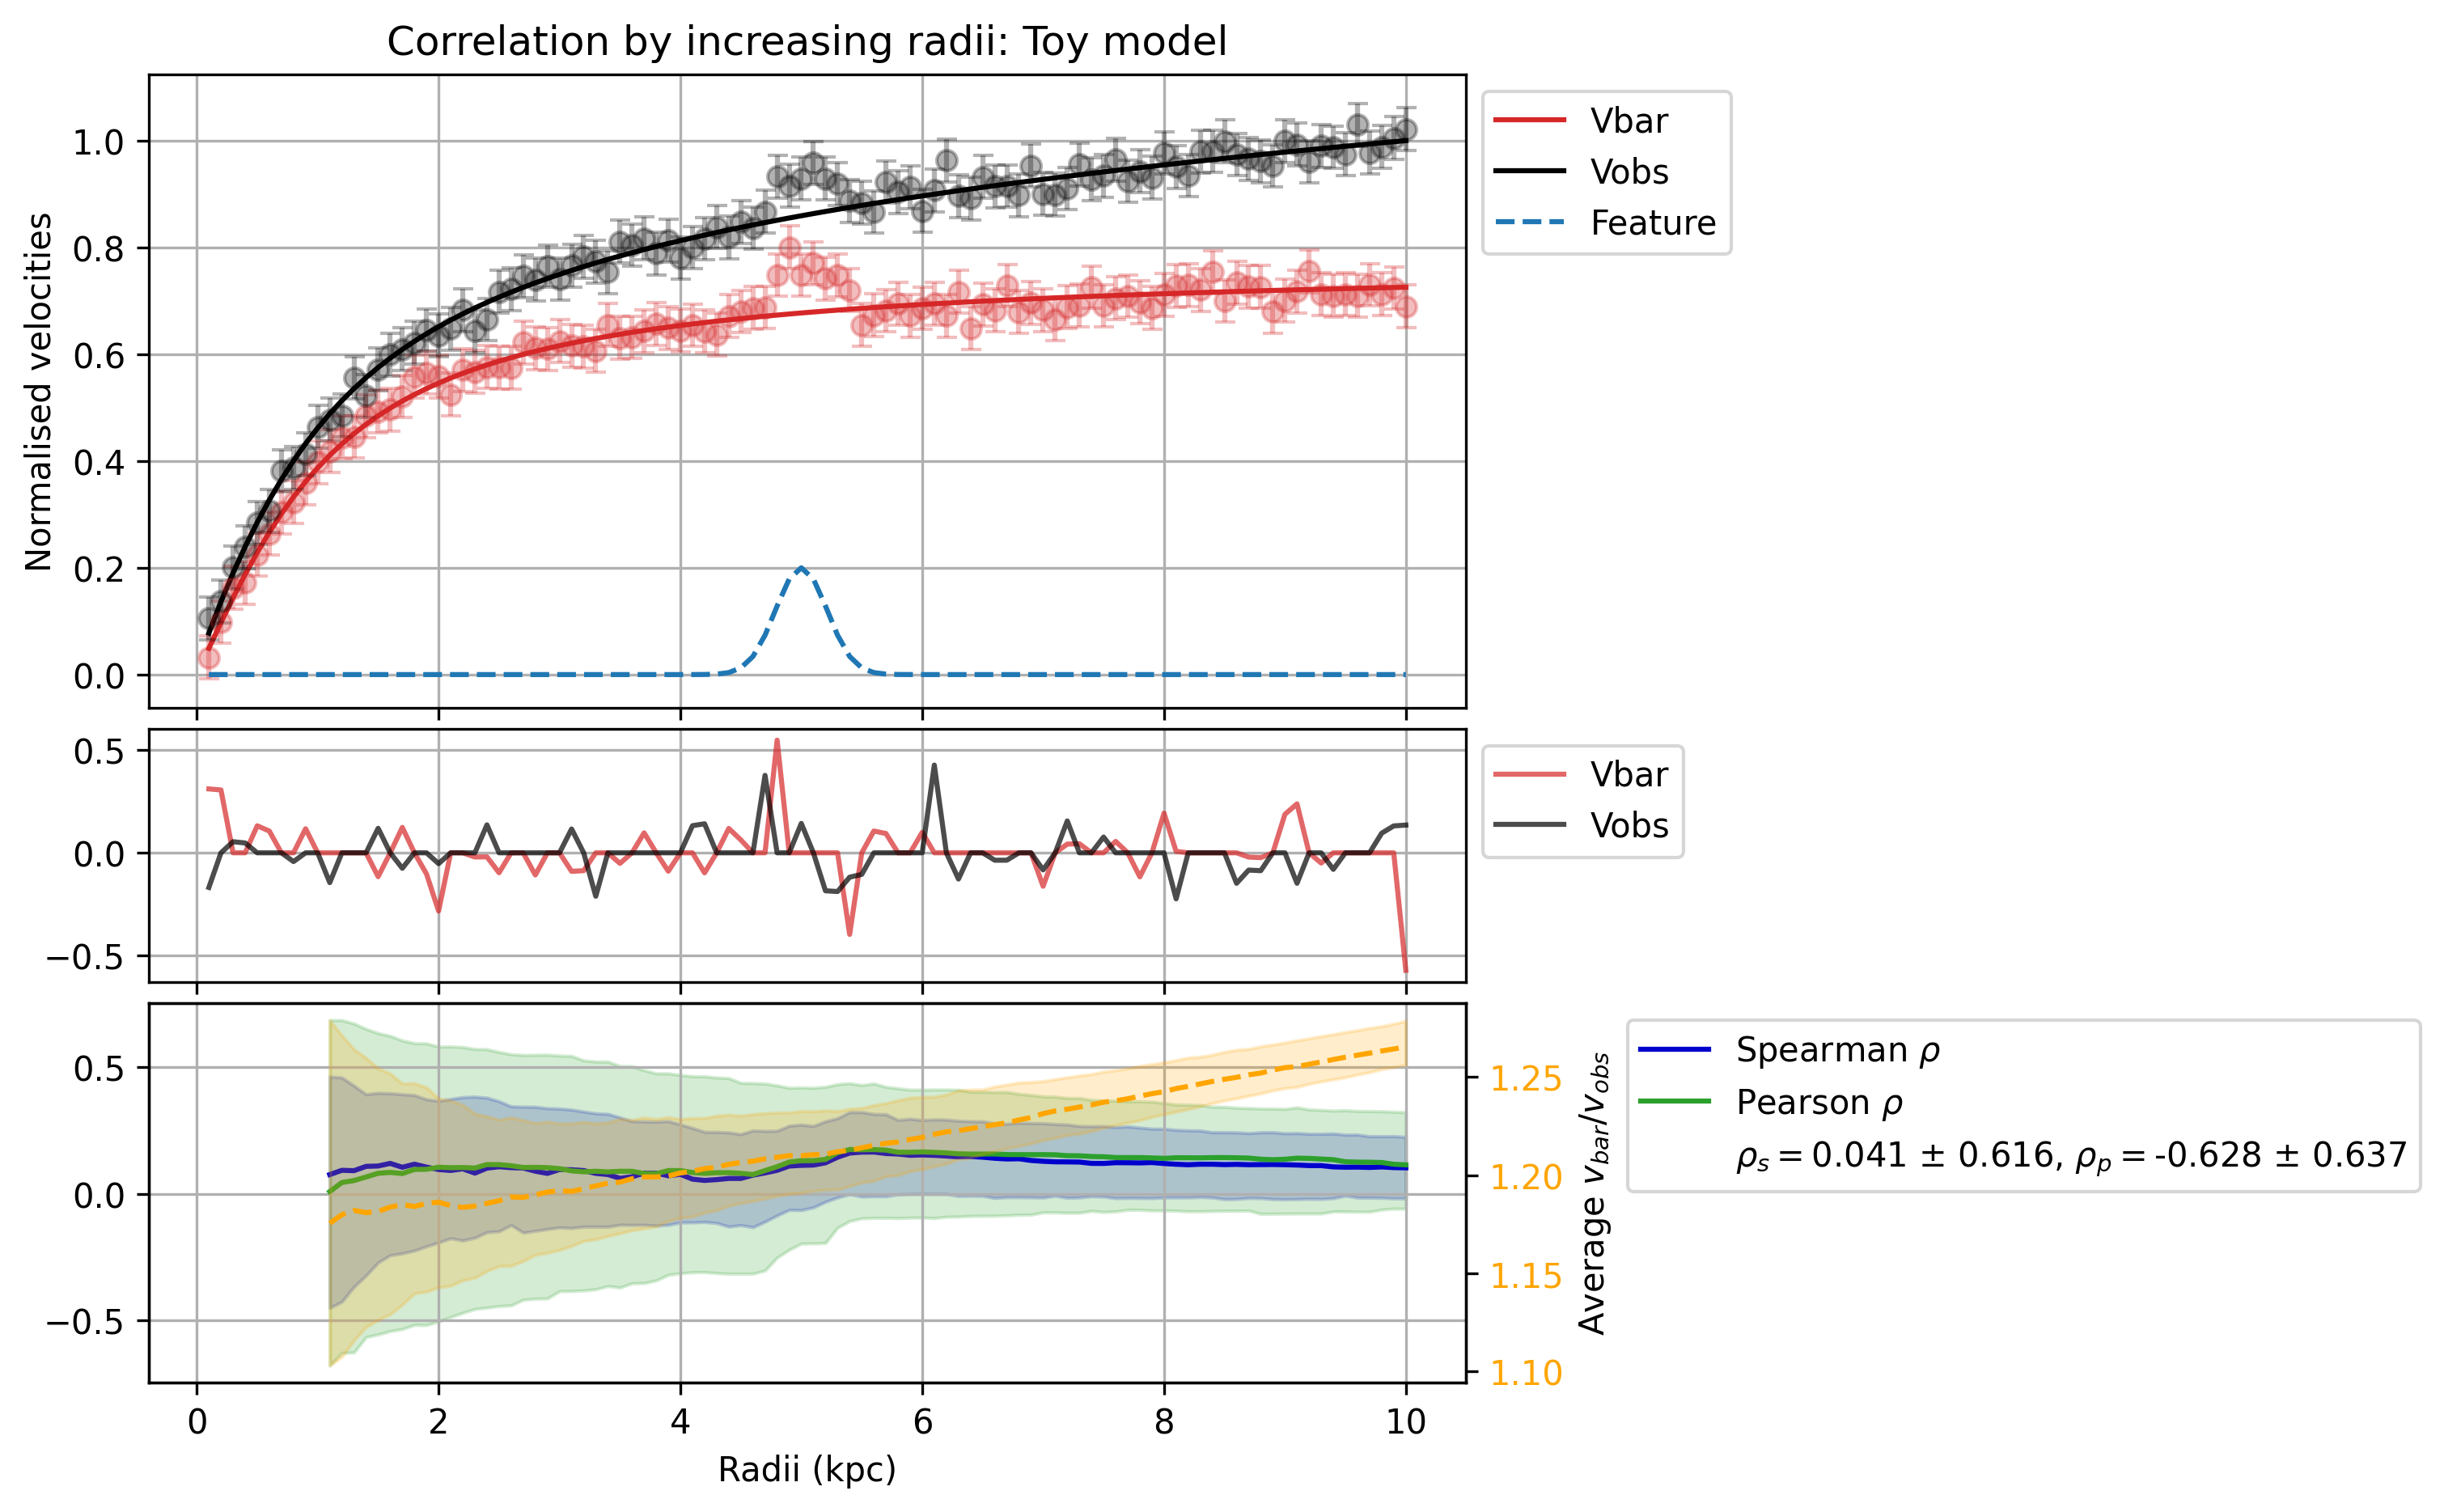 Correlation by increasing radii: Toy model
Normalised velocities
1.0
0.8
0.6
0.4
0.2
0.0
Vbar
Vobs
Feature
0.5
0.0
−0.5
Vbar
Vobs
0.5
0.0
−0.5
0
2
4
6
8
10
Radii (kpc)
1.25
1.20
1.15
1.10
Average v_bar/v_obs
Spearman ρ
Pearson ρ
ρ_s = 0.041 ± 0.616, ρ_p = -0.628 ± 0.637